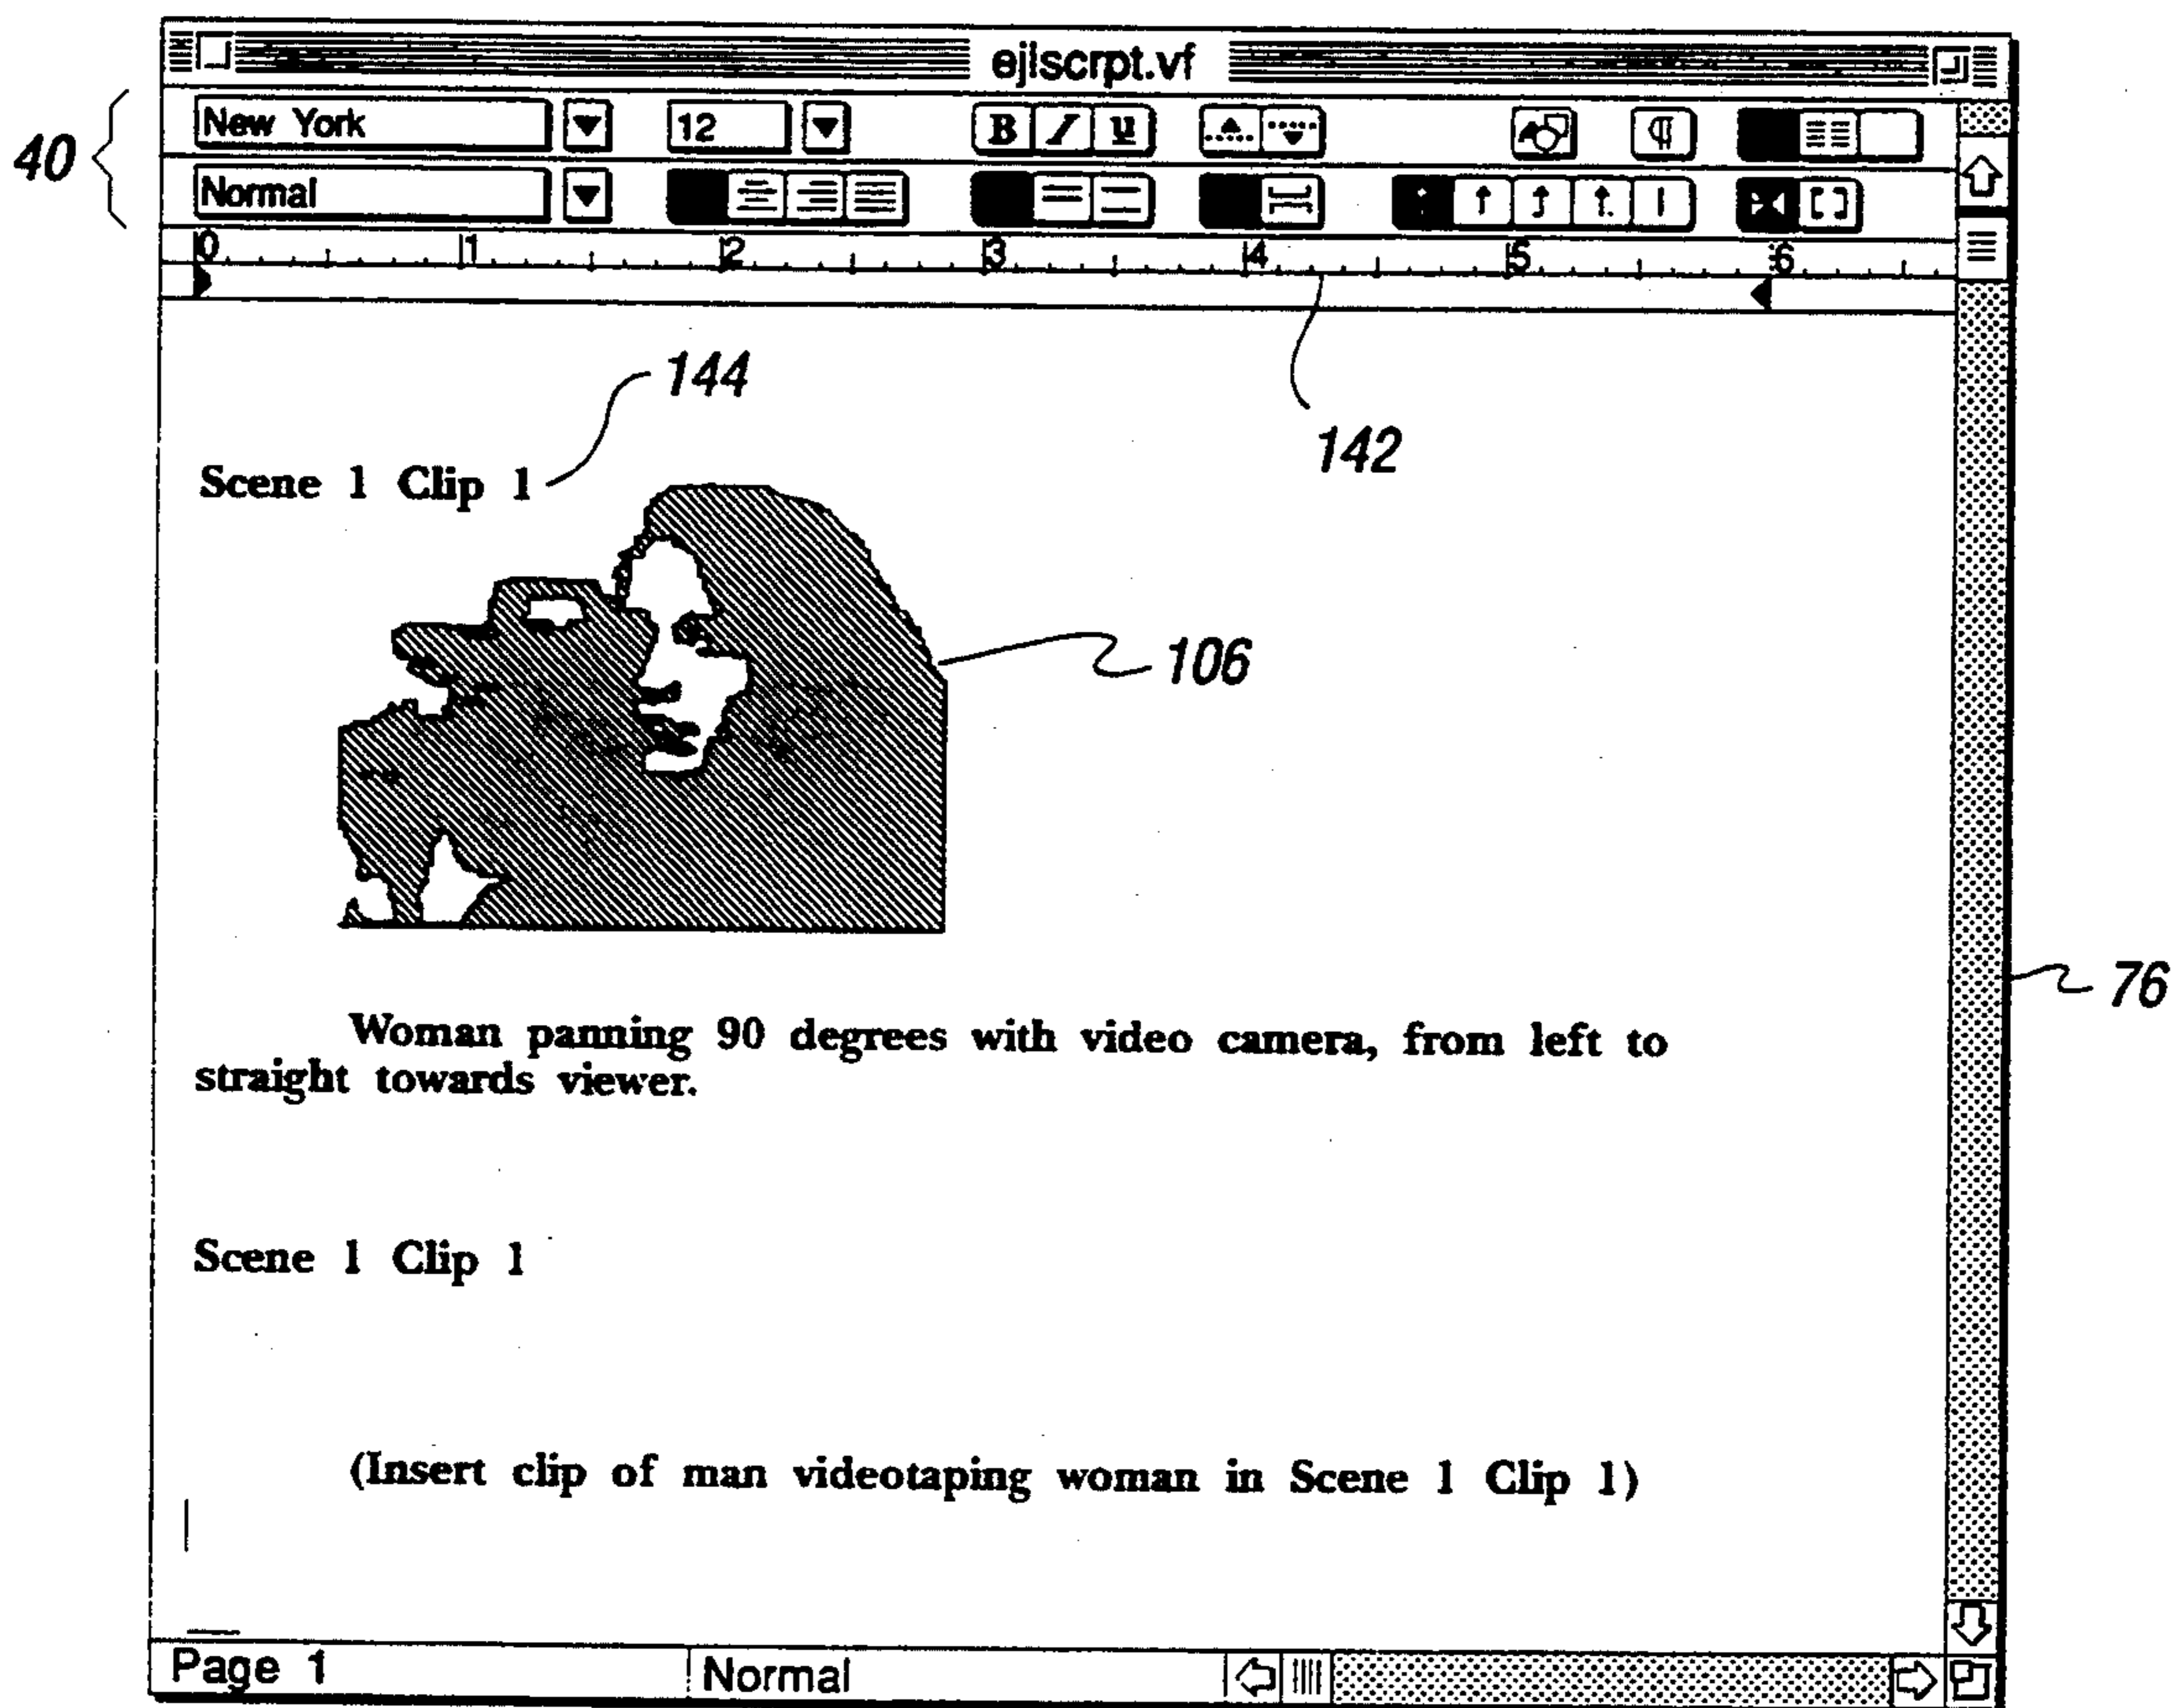 ejlscrpt.vf
40
New York
12
B I U
¶
Normal
0 1 2 3 4 5 6
142
144
Scene 1 Clip 1
106
76
Woman panning 90 degrees with video camera, from left to
straight towards viewer.
Scene 1 Clip 1
(Insert clip of man videotaping woman in Scene 1 Clip 1)
Page 1
Normal